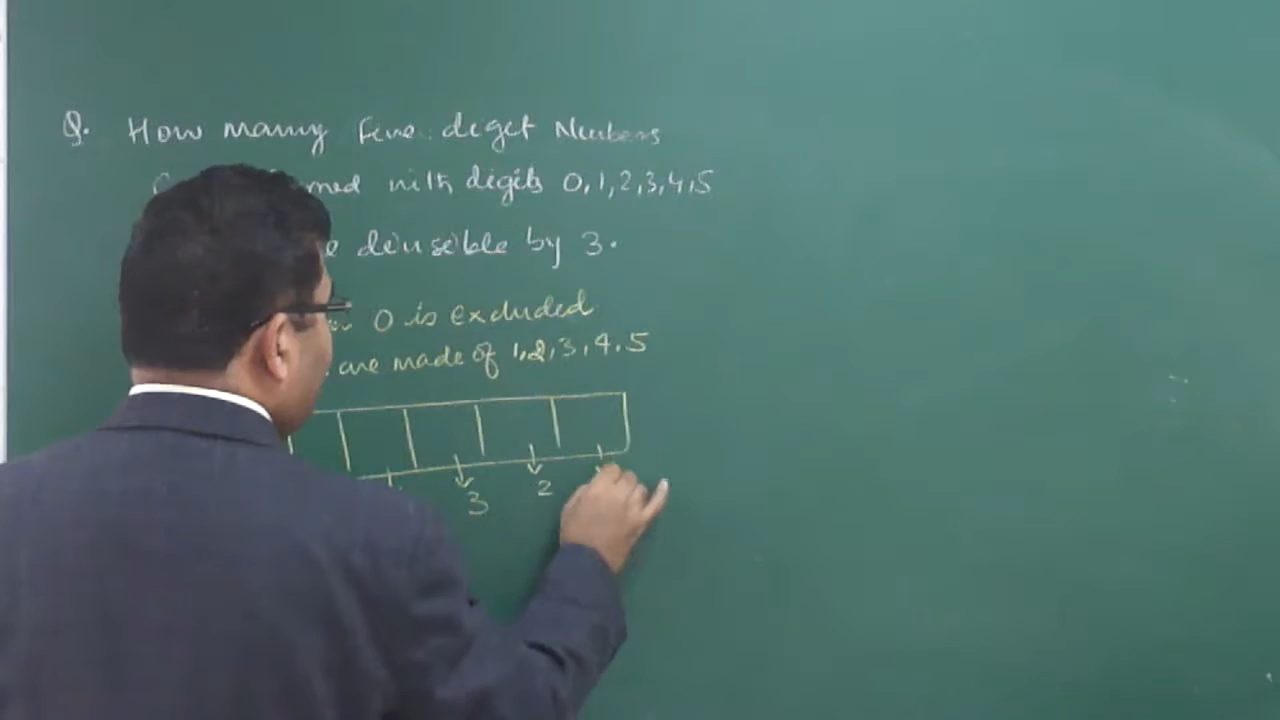 Q. How many Five digit Numbers
with digits 0,1,2,3,4,5
divisible by 3.
0 is excluded
are made of 1,2,3,4,5
3 2